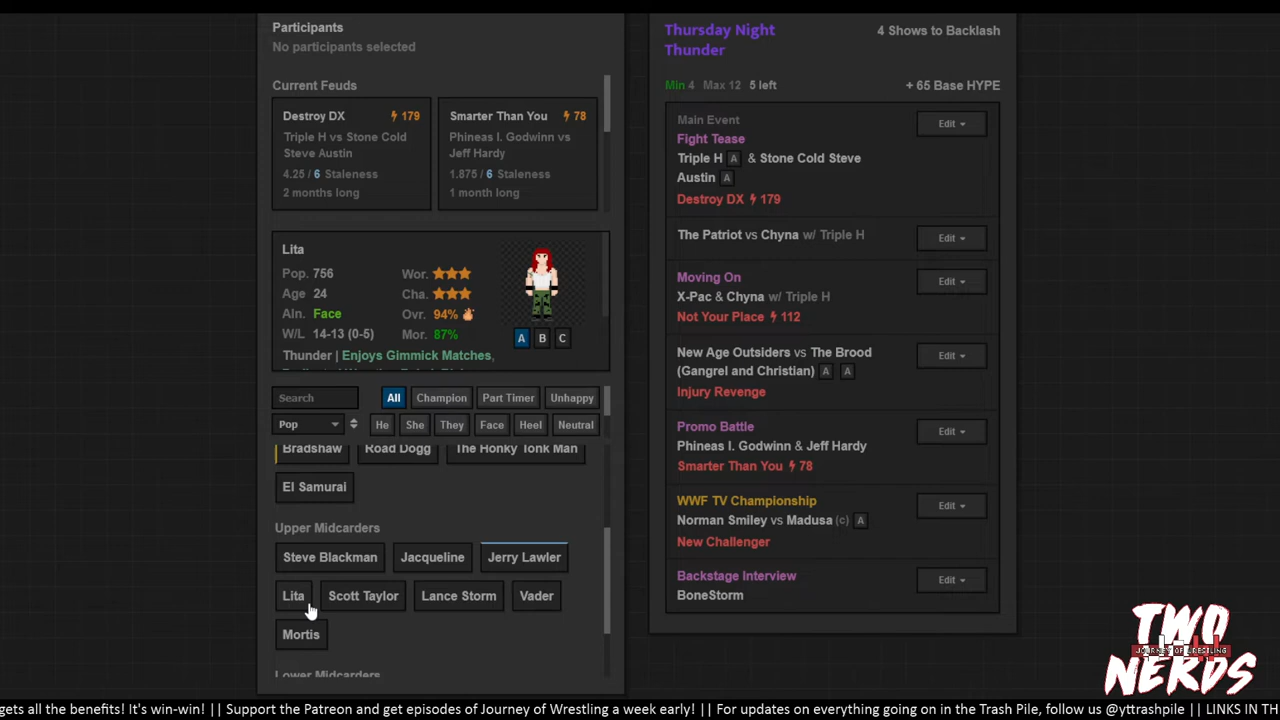 Participants
No participants selected
Current Feuds
Destroy DX 179
Triple H vs Stone Cold
Steve Austin
4.25 / 6 Staleness
2 months long
Smarter Than You 78
Phineas I. Godwinn vs
Jeff Hardy
1.875 / 6 Staleness
1 month long
Lita
Pop. 756
Age 24
Aln. Face
W/L 14-13 (0-5)
Wor.
Cha.
Ovr. 94%
Mor. 87%
A B C
Thunder | Enjoys Gimmick Matches,
Search
All Champion Part Timer Unhappy
Pop He She They Face Heel Neutral
Bradshaw Road Dogg The Honky Tonk Man
El Samurai
Upper Midcarders
Steve Blackman Jacqueline Jerry Lawler
Lita Scott Taylor Lance Storm Vader
Mortis
Lower Midcarders
Thursday Night
Thunder
4 Shows to Backlash
Min 4 Max 12 5 left
+ 65 Base HYPE
Main Event
Fight Tease
Triple H A & Stone Cold Steve
Austin A
Destroy DX 179
Edit
The Patriot vs Chyna w/ Triple H
Edit
Moving On
X-Pac & Chyna w/ Triple H
Not Your Place 112
Edit
New Age Outsiders vs The Brood
(Gangrel and Christian) A A
Injury Revenge
Edit
Promo Battle
Phineas I. Godwinn & Jeff Hardy
Smarter Than You 78
Edit
WWF TV Championship
Norman Smiley vs Madusa (c) A
New Challenger
Edit
Backstage Interview
BoneStorm
Edit
TWO
JOURNEY OF WRESTLING
NERDS
gets all the benefits! It's win-win! || Support the Patreon and get episodes of Journey of Wrestling a week early! || For updates on everything going on in the Trash Pile, follow us @yttrashpile || LINKS IN TH